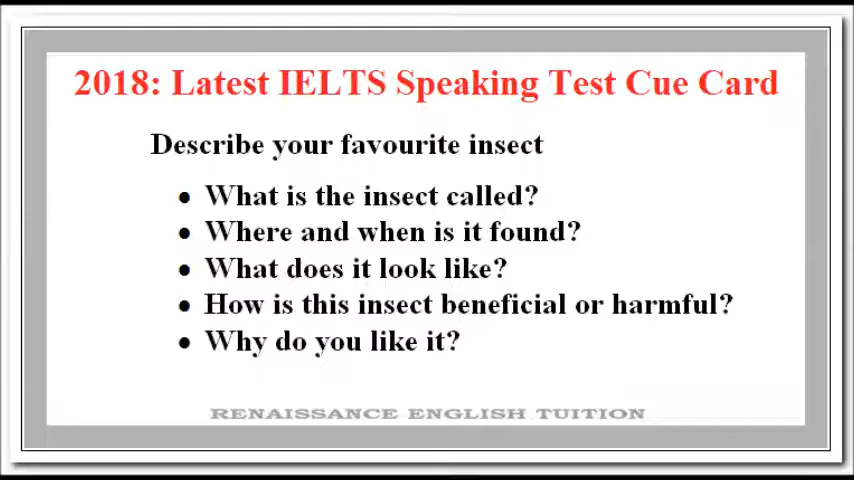 2018: Latest IELTS Speaking Test Cue Card
Describe your favourite insect
• What is the insect called?
• Where and when is it found?
• What does it look like?
• How is this insect beneficial or harmful?
• Why do you like it?
RENAISSANCE ENGLISH TUITION